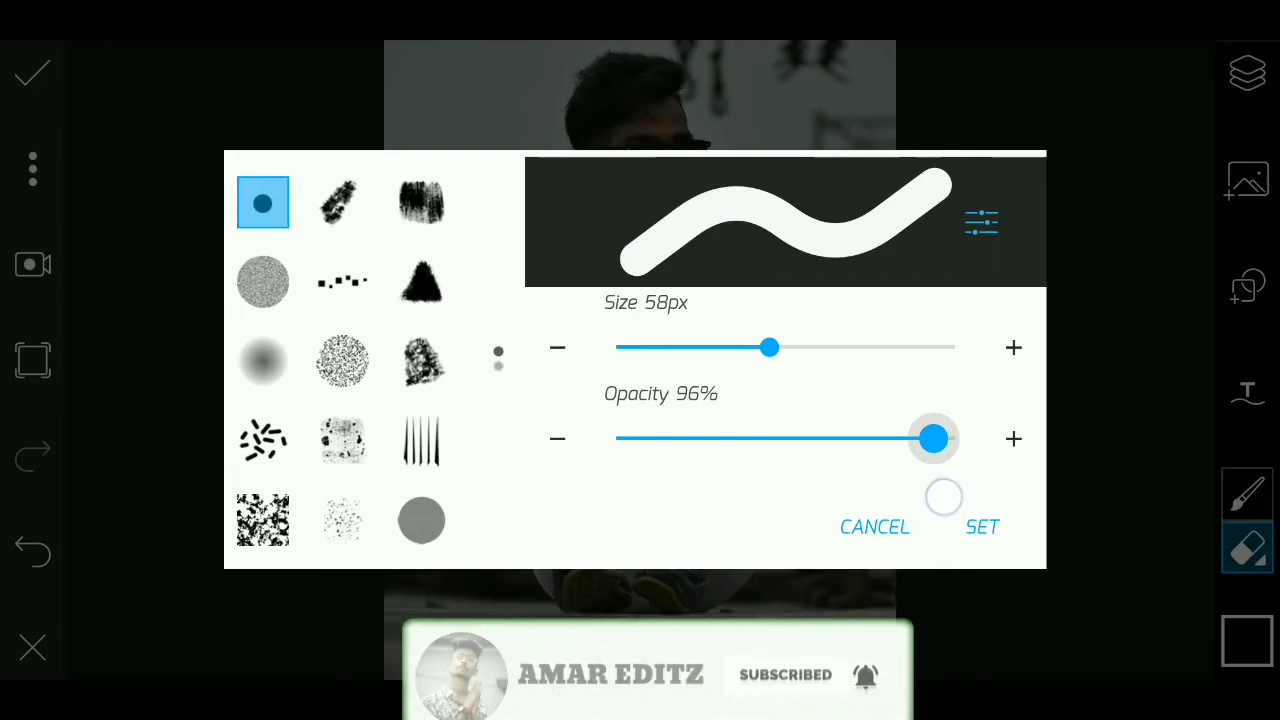 Size 58px
Opacity 96%
CANCEL
SET
T
AMAR EDITZ
SUBSCRIBED